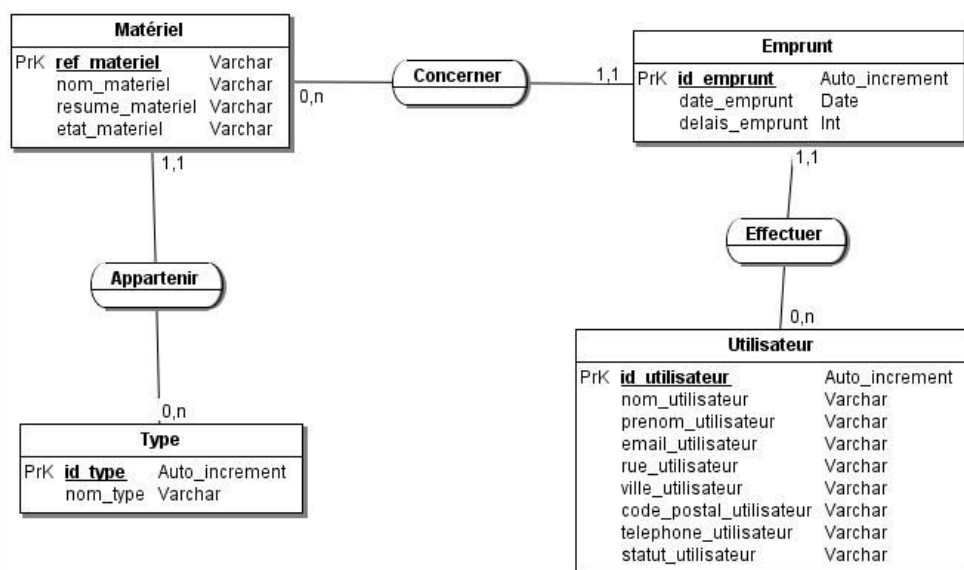 Matériel
PrK ref_materiel Varchar
nom_materiel Varchar
resume_materiel Varchar
etat_materiel Varchar
0,n
1,1
Concerner
1,1
Emprunt
PrK id_emprunt Auto_increment
date_emprunt Date
delais_emprunt Int
1,1
Effectuer
0,n
Appartenir
0,n
Type
PrK id_type Auto_increment
nom_type Varchar
Utilisateur
PrK id_utilisateur Auto_increment
nom_utilisateur Varchar
prenom_utilisateur Varchar
email_utilisateur Varchar
rue_utilisateur Varchar
ville_utilisateur Varchar
code_postal_utilisateur Varchar
telephone_utilisateur Varchar
statut_utilisateur Varchar